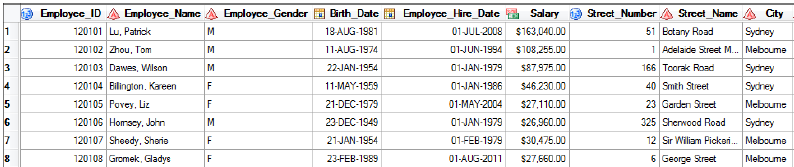 Employee_ID Employee_Name Employee_Gender Birth_Date Employee_Hire_Date Salary Street_Number Street_Name City
1 120101 Lu, Patrick M 18-AUG-1981 01-JUL-2008 $163,040.00 51 Botany Road Sydney
2 120102 Zhou, Tom M 11-AUG-1974 01-JUN-1994 $108,255.00 1 Adelaide Street M... Melbourne
3 120103 Dawes, Wilson M 22-JAN-1954 01-JAN-1979 $87,975.00 166 Toorak Road Sydney
4 120104 Billington, Kareen F 11-MAY-1959 01-JAN-1986 $46,230.00 40 Smith Street Sydney
5 120105 Povey, Liz F 21-DEC-1979 01-MAY-2004 $27,110.00 23 Garden Street Melbourne
6 120106 Hornsey, John M 23-DEC-1949 01-JAN-1979 $26,960.00 325 Sherwood Road Sydney
7 120107 Sheedy, Sherie F 21-JAN-1954 01-FEB-1979 $30,475.00 12 Sir William Pickeri... Melbourne
8 120108 Gromek, Gladys F 23-FEB-1989 01-AUG-2011 $27,660.00 6 George Street Melbourne